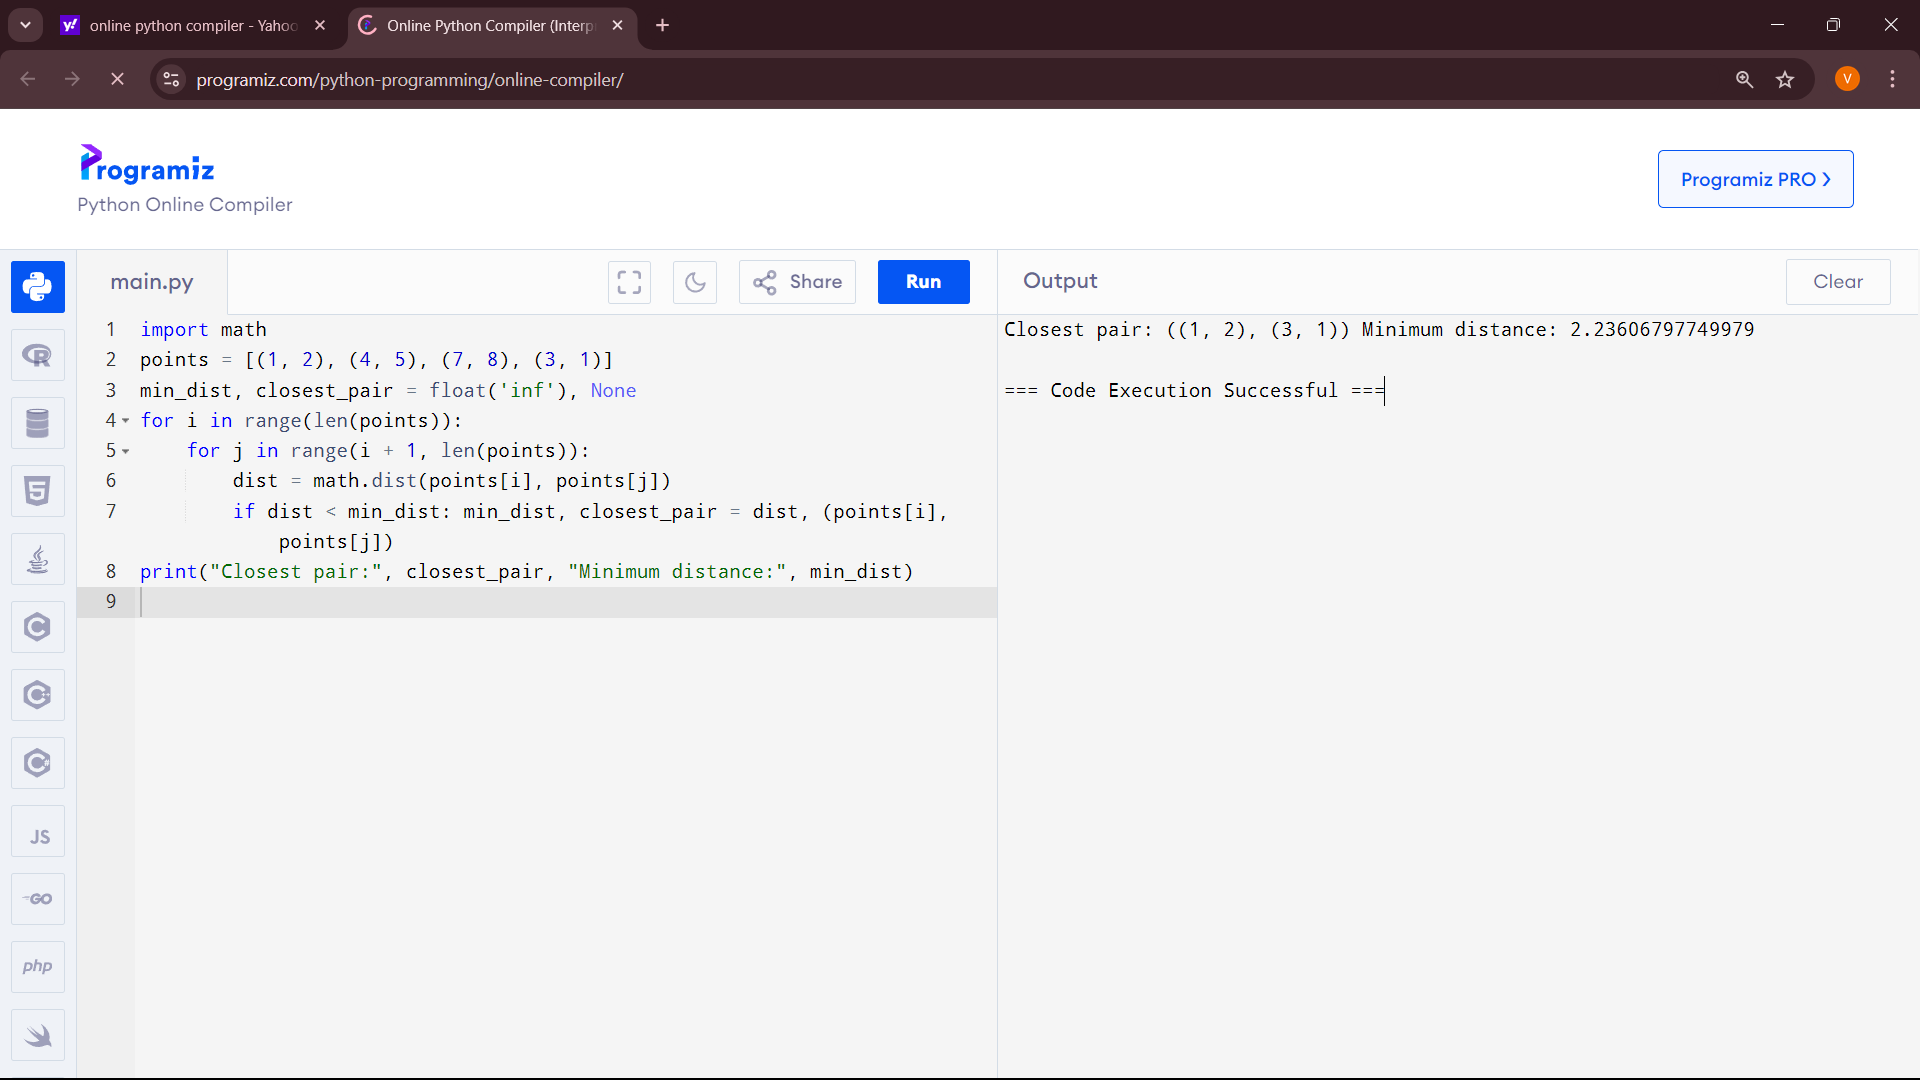 online python compiler - Yahoo
Online Python Compiler (Interp
programiz.com/python-programming/online-compiler/
V
Programiz
Python Online Compiler
Programiz PRO >
main.py
Share
Run
Output
Clear
1 import math
2 points = [(1, 2), (4, 5), (7, 8), (3, 1)]
3 min_dist, closest_pair = float('inf'), None
4 for i in range(len(points)):
5     for j in range(i + 1, len(points)):
6         dist = math.dist(points[i], points[j])
7         if dist < min_dist: min_dist, closest_pair = dist, (points[i],
            points[j])
8 print("Closest pair:", closest_pair, "Minimum distance:", min_dist)
9
Closest pair: ((1, 2), (3, 1)) Minimum distance: 2.23606797749979
=== Code Execution Successful ===
R
5
C
C++
C#
JS
GO
php